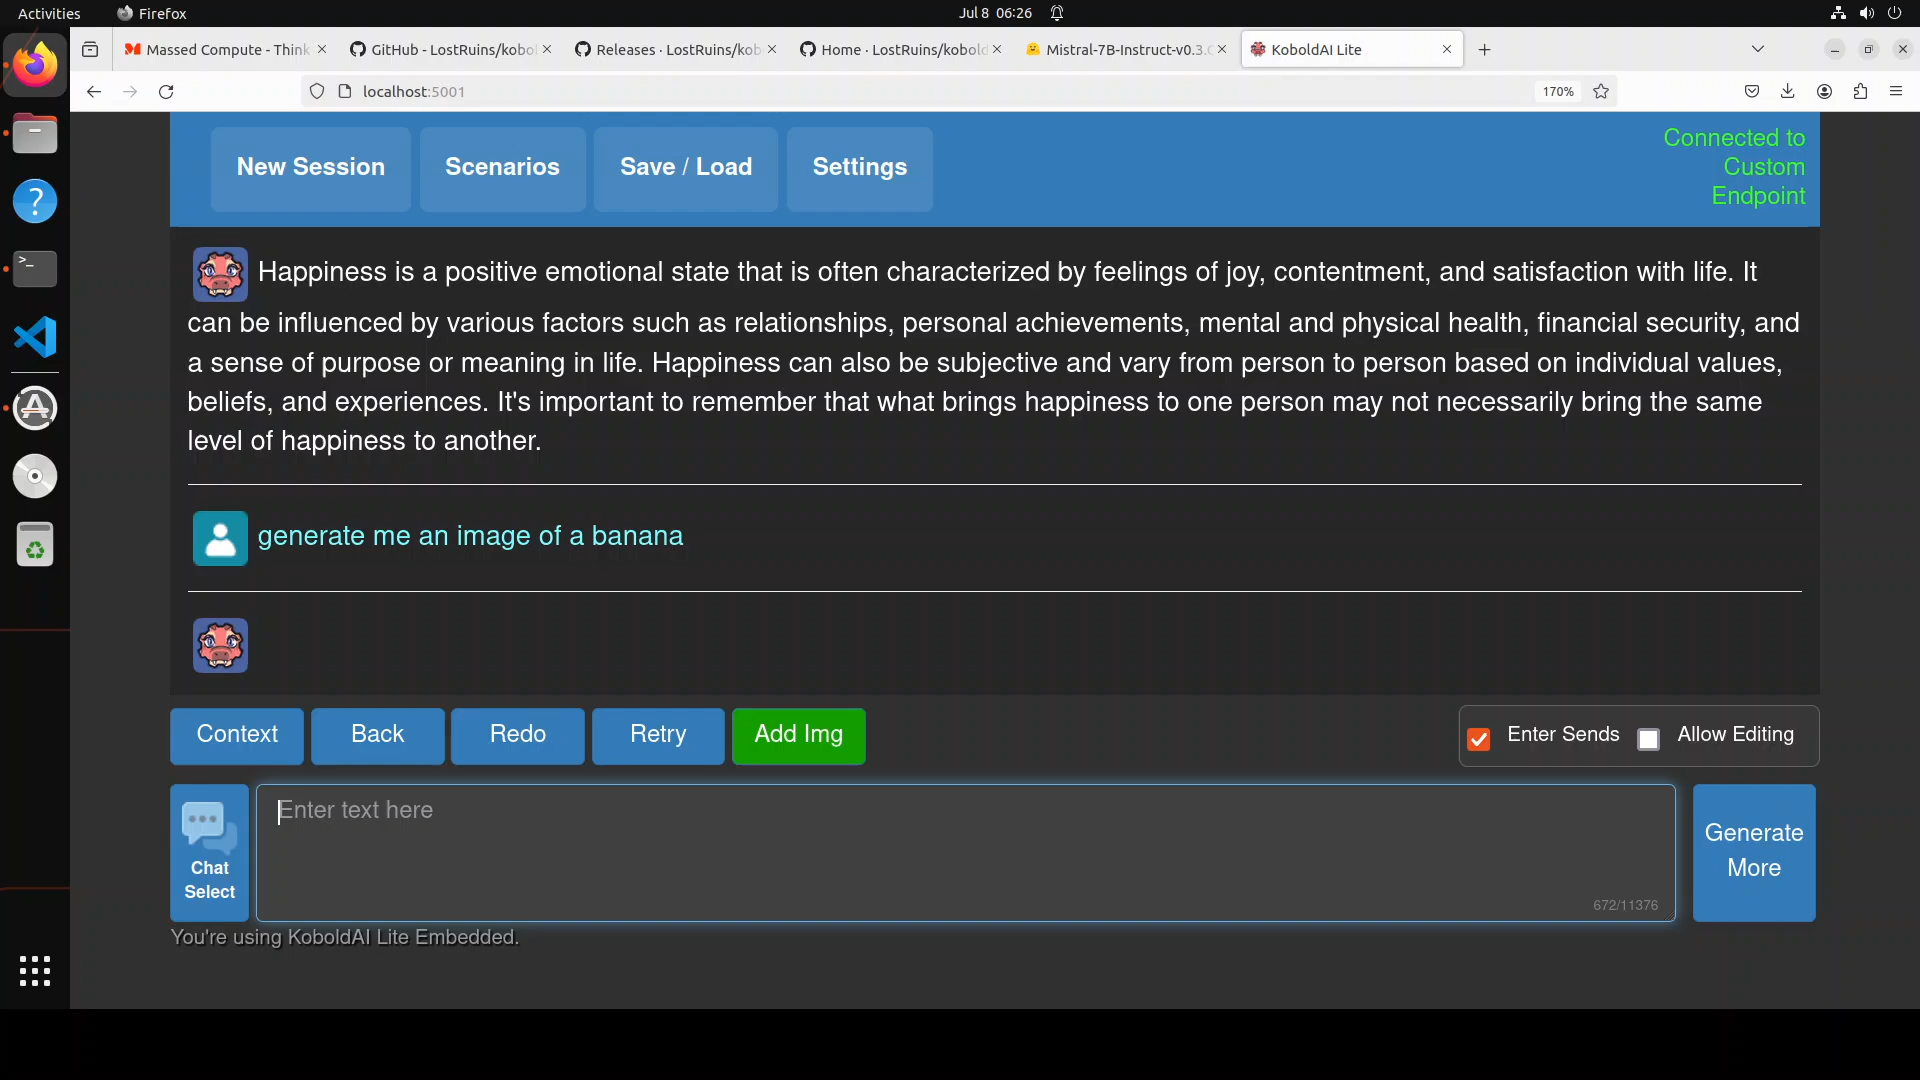 Activities Firefox Jul 8 06:26
Massed Compute - Think GitHub - LostRuins/kobol Releases · LostRuins/kob Home · LostRuins/kobold Mistral-7B-Instruct-v0.3. KoboldAI Lite
localhost:5001 170%
New Session Scenarios Save / Load Settings
Connected to
Custom
Endpoint
Happiness is a positive emotional state that is often characterized by feelings of joy, contentment, and satisfaction with life. It
can be influenced by various factors such as relationships, personal achievements, mental and physical health, financial security, and
a sense of purpose or meaning in life. Happiness can also be subjective and vary from person to person based on individual values,
beliefs, and experiences. It's important to remember that what brings happiness to one person may not necessarily bring the same
level of happiness to another.
generate me an image of a banana
Context Back Redo Retry Add Img Enter Sends Allow Editing
Enter text here
Chat
Select
Generate
More
672/11376
You're using KoboldAI Lite Embedded.